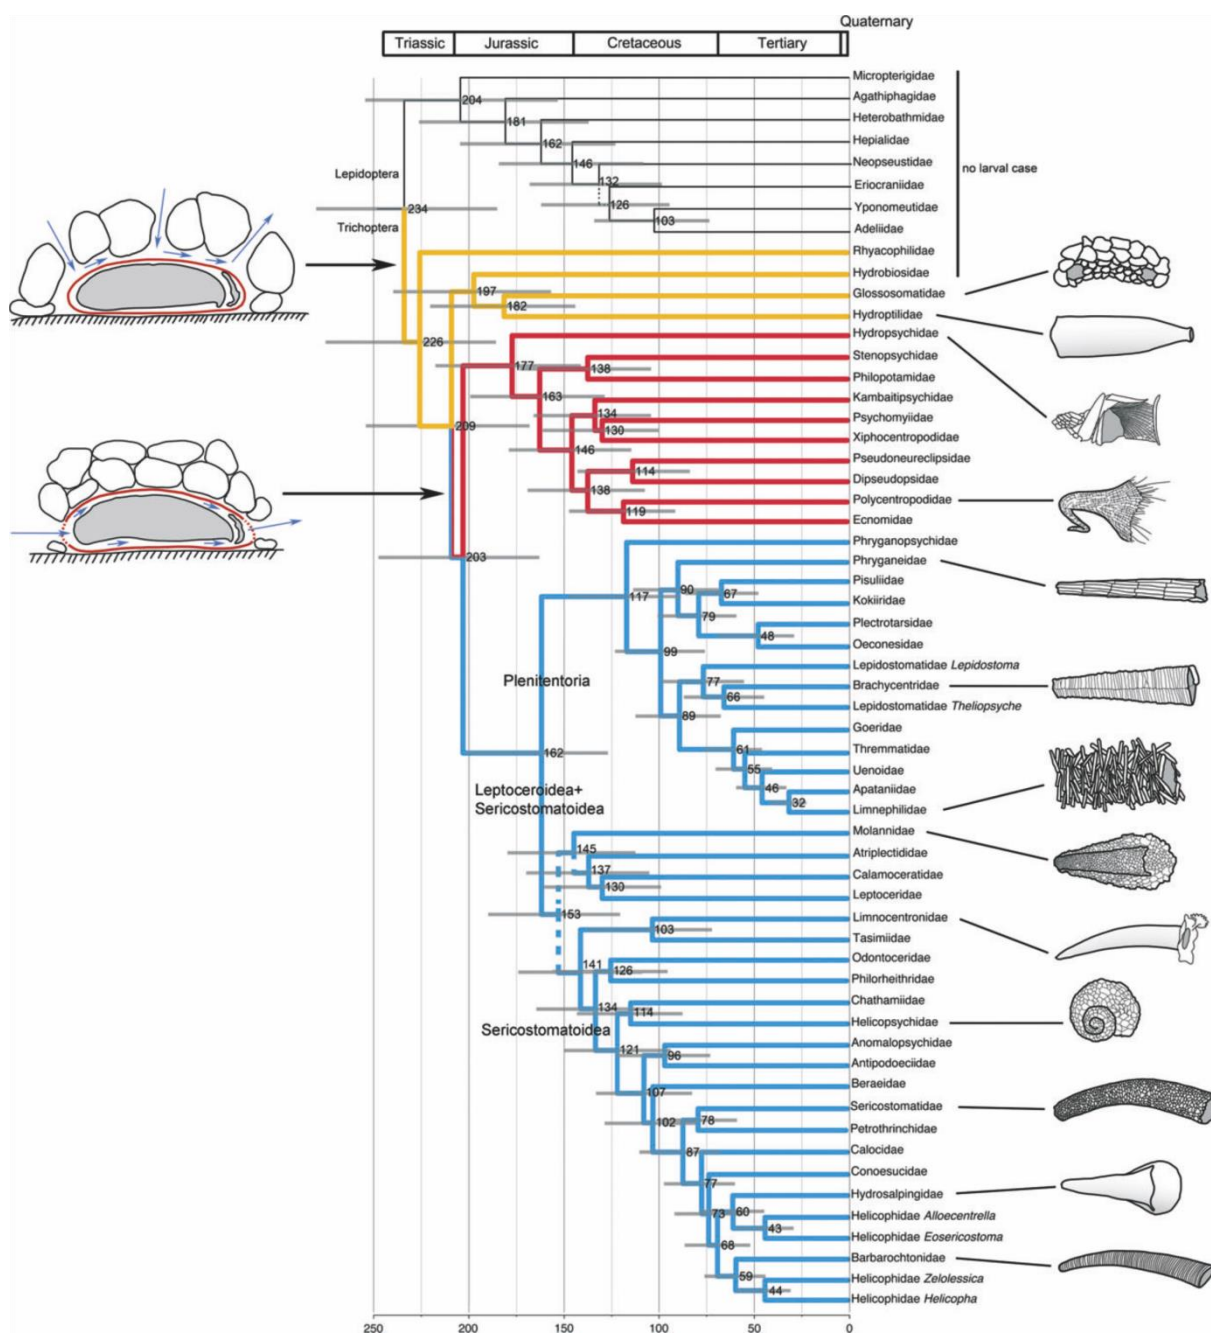 Quaternary
Triassic Jurassic Cretaceous Tertiary
Micropterigidae
204
Agathiphagidae
Heterobathmidae
181
Hepialidae
162
Neopseustidae
146
no larval case
Lepidoptera
132
Eriocraniidae
126
Yponomeutidae
234
103
Trichoptera
Adeliidae
Rhyacophilidae
Hydrobiosidae
197
Glossosomatidae
182
Hydroptilidae
Hydropsychidae
226
Stenopsychidae
177
138
Philopotamidae
163
Kambaitipsychidae
134
Psychomyiidae
209
130
Xiphocentropodidae
146
Pseudoneureclipsidae
114
Dipseudopsidae
138
Polycentropodidae
119
Ecnomidae
Phryganopsychidae
203
Phryganeidae
Pisuliidae
90
67
117
Kokiiridae
79
Plectrotarsidae
48
Oeconesidae
99
Lepidostomatidae Lepidostoma
Plenitentoria
77
Brachycentridae
66
Lepidostomatidae Theliopsyche
89
Goeridae
61
Thremmatidae
162
Uenoidae
55
46
Apataniidae
Leptoceroidea+
Sericostomatoidea
32
Limnephilidae
Molannidae
145
Atriplectididae
137
Calamoceratidae
130
Leptoceridae
153
Limnocentronidae
103
Tasimiidae
Odontoceridae
141
126
Philorheithridae
Chathamiidae
134
114
Helicopsychidae
Sericostomatoidea
Anomalopsychidae
121
96
Antipodoeciidae
Beraeidae
107
Sericostomatidae
102
78
Petrothrinchidae
Calocidae
87
Conoesucidae
77
Hydrosalpingidae
60
73
Helicophidae Alloecentrella
43
Helicophidae Eosericostoma
68
Barbarochtonidae
59
Helicophidae Zelolessica
44
Helicophidae Helicopha
250 200 150 100 50 0